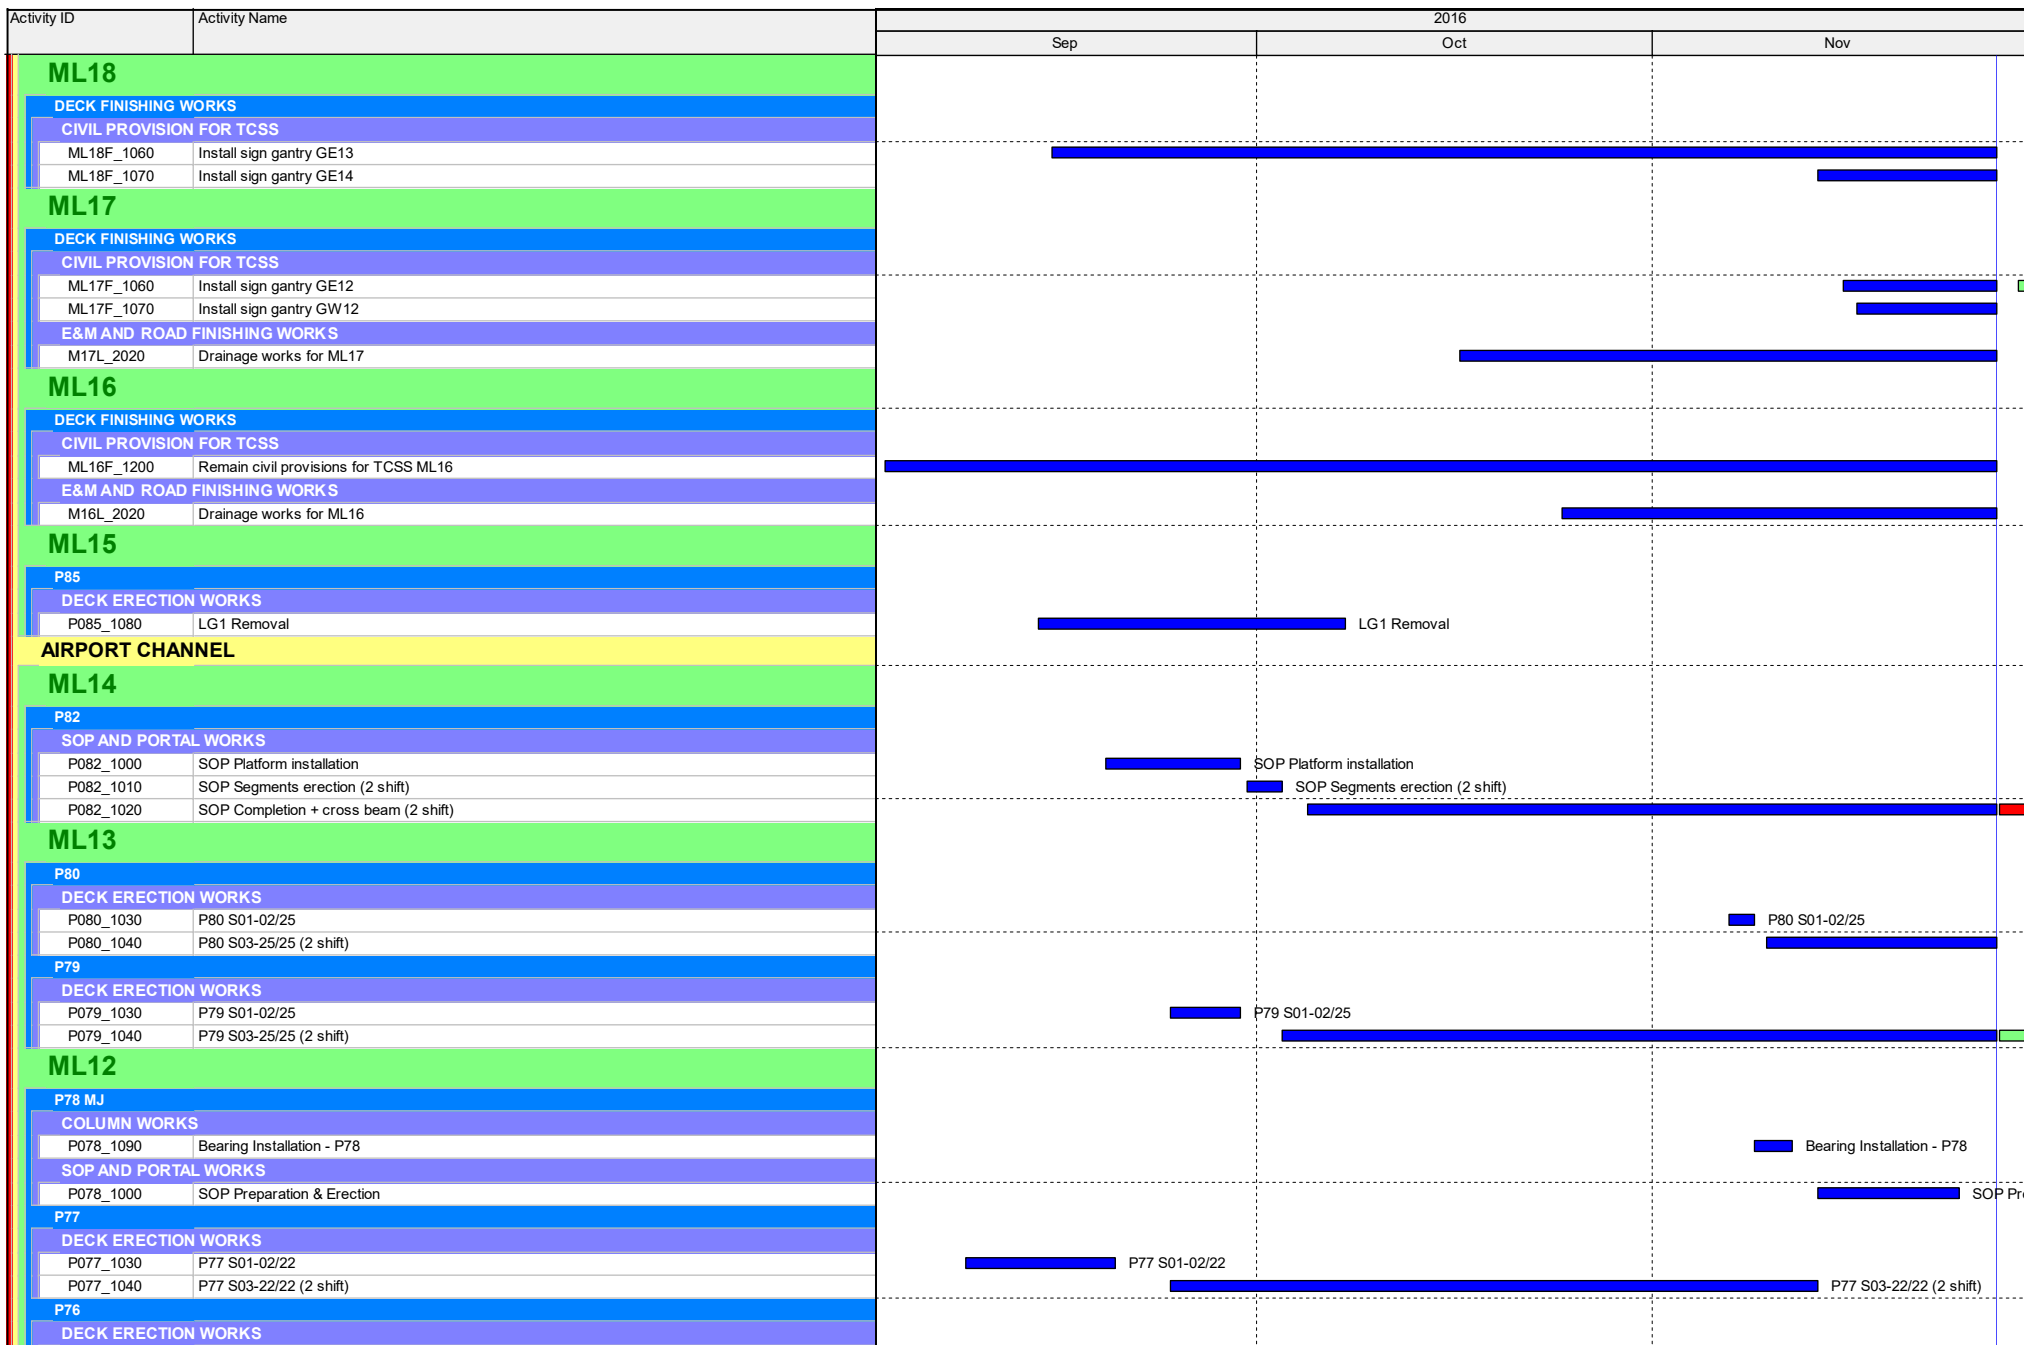 Activity ID Activity Name 2016
Sep Oct Nov
ML18
DECK FINISHING WORKS
CIVIL PROVISION FOR TCSS
ML18F_1060 Install sign gantry GE13
ML18F_1070 Install sign gantry GE14
ML17
DECK FINISHING WORKS
CIVIL PROVISION FOR TCSS
ML17F_1060 Install sign gantry GE12
ML17F_1070 Install sign gantry GW12
E&M AND ROAD FINISHING WORKS
M17L_2020 Drainage works for ML17
ML16
DECK FINISHING WORKS
CIVIL PROVISION FOR TCSS
ML16F_1200 Remain civil provisions for TCSS ML16
E&M AND ROAD FINISHING WORKS
M16L_2020 Drainage works for ML16
ML15
P85
DECK ERECTION WORKS
P085_1080 LG1 Removal LG1 Removal
AIRPORT CHANNEL
ML14
P82
SOP AND PORTAL WORKS
P082_1000 SOP Platform installation SOP Platform installation
P082_1010 SOP Segments erection (2 shift) SOP Segments erection (2 shift)
P082_1020 SOP Completion + cross beam (2 shift)
ML13
P80
DECK ERECTION WORKS
P080_1030 P80 S01-02/25 P80 S01-02/25
P080_1040 P80 S03-25/25 (2 shift)
P79
DECK ERECTION WORKS
P079_1030 P79 S01-02/25 P79 S01-02/25
P079_1040 P79 S03-25/25 (2 shift)
ML12
P78 MJ
COLUMN WORKS
P078_1090 Bearing Installation - P78 Bearing Installation - P78
SOP AND PORTAL WORKS
P078_1000 SOP Preparation & Erection SOP Pr
P77
DECK ERECTION WORKS
P077_1030 P77 S01-02/22 P77 S01-02/22
P077_1040 P77 S03-22/22 (2 shift) P77 S03-22/22 (2 shift)
P76
DECK ERECTION WORKS